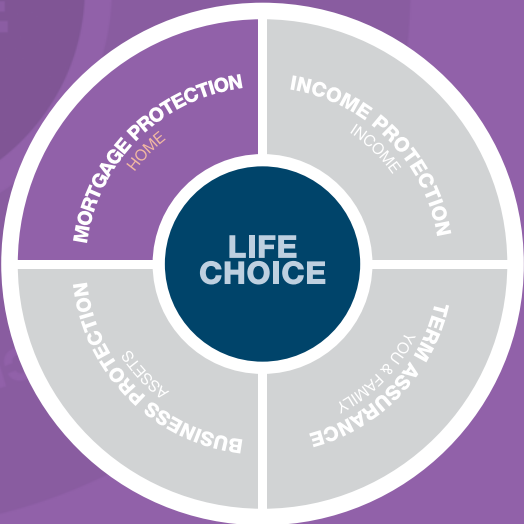 MORTGAGE PROTECTION
HOME
INCOME PROTECTION
INCOME
LIFE
CHOICE
BUSINESS PROTECTION
ASSETS
TERM ASSURANCE
YOU & FAMILY